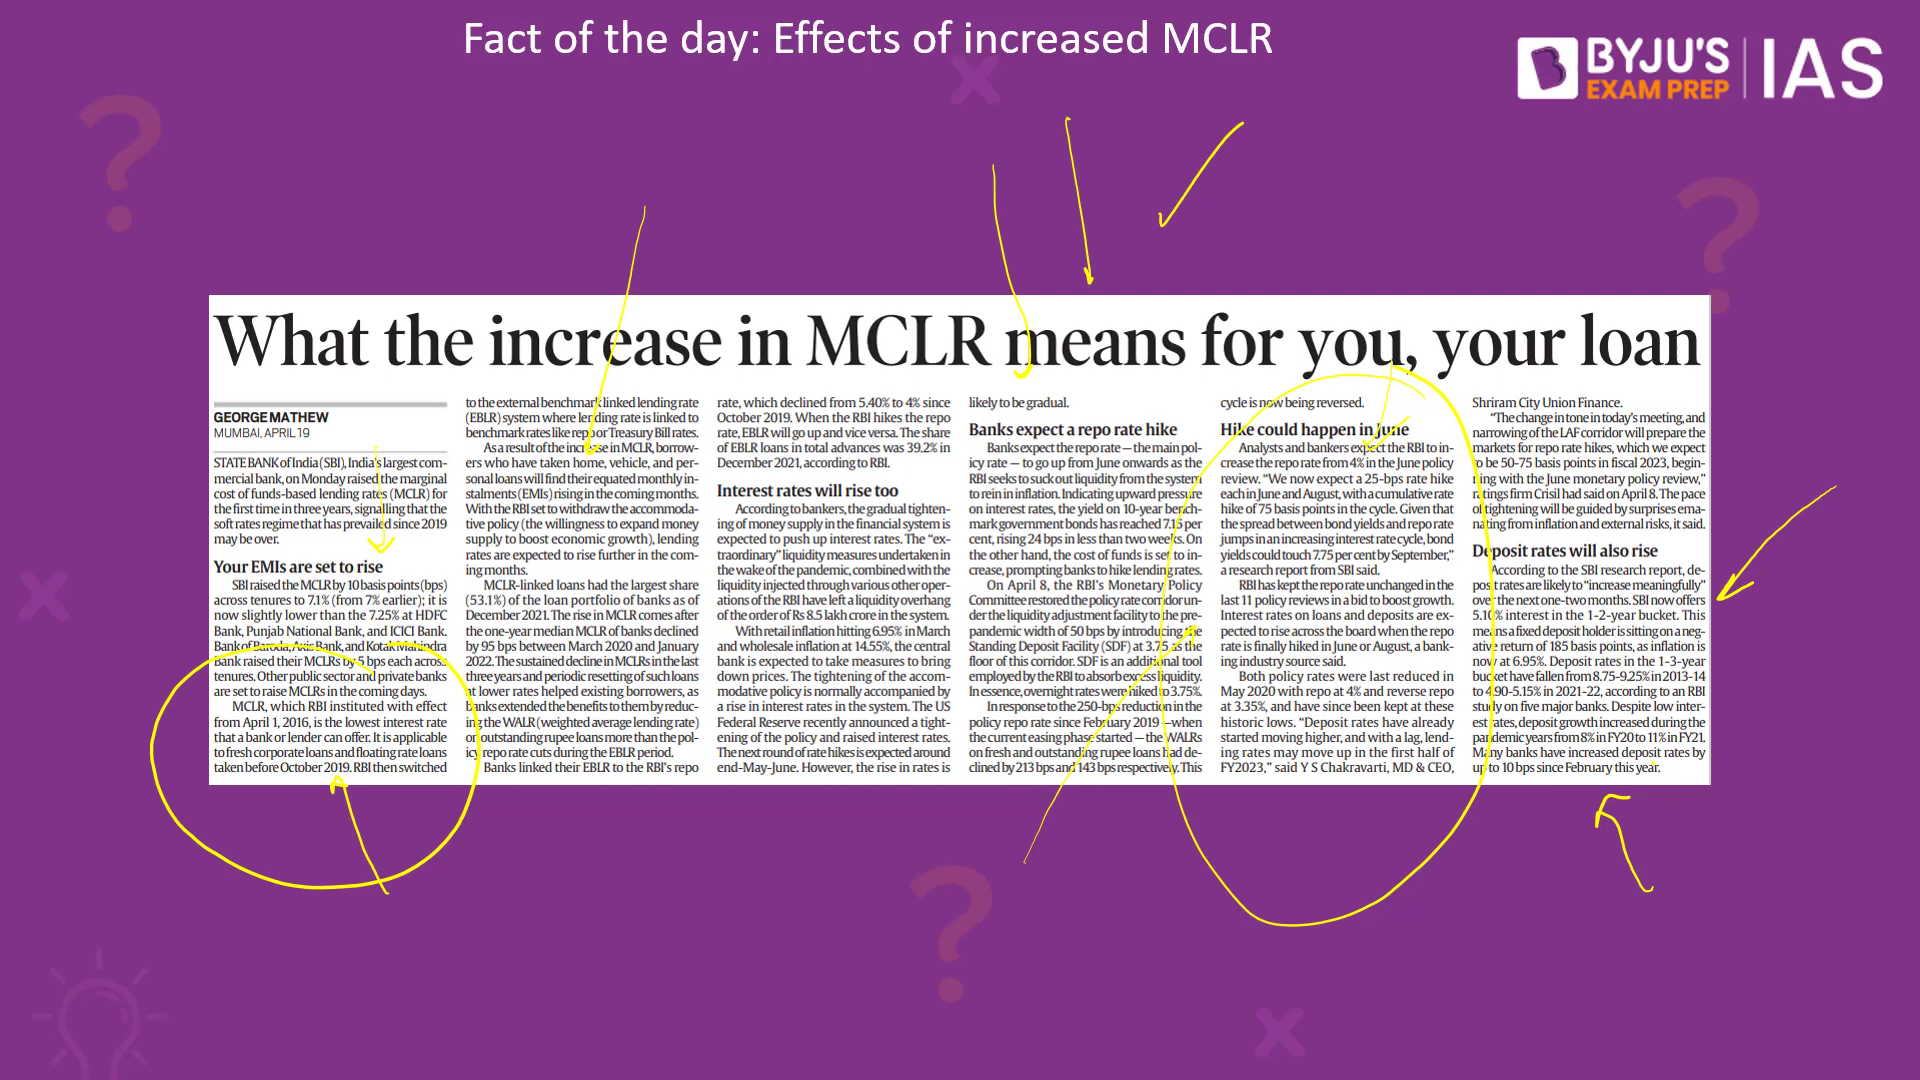 Fact of the day: Effects of increased MCLR
BYJU'S
EXAM PREP
IAS
What the increase in MCLR means for you, your loan
GEORGE MATHEW
MUMBAI, APRIL 19
STATE BANK of India (SBI), India's largest com-
mercial bank, on Monday raised the marginal
cost of funds-based lending rates (MCLR) for
the first time in three years, signalling that the
soft rates regime that has prevailed since 2019
may be over.
Your EMIs are set to rise
SBI raised the MCLR by 10 basis points (bps)
across tenures to 7.1% (from 7% earlier); it is
now slightly lower than the 7.25% at HDFC
Bank, Punjab National Bank, and ICICI Bank.
Bank of Baroda, Axis Bank, and Kotak Mahindra
Bank raised their MCLRs by 5 bps each across
tenures. Other public sector and private banks
are set to raise MCLRs in the coming days.
MCLR, which RBI instituted with effect
from April 1, 2016, is the lowest interest rate
that a bank or lender can offer. It is applicable
to fresh corporate loans and floating rate loans
taken before October 2019. RBI then switched
to the external benchmark linked lending rate
(EBLR) system where lending rate is linked to
benchmark rates like repo or Treasury Bill rates.
As a result of the increase in MCLR, borrow-
ers who have taken home, vehicle, and per-
sonal loans will find their equated monthly in-
stalments (EMIs) rising in the coming months.
With the RBI set to withdraw the accommoda-
tive policy (the willingness to expand money
supply to boost economic growth), lending
rates are expected to rise further in the com-
ing months.
MCLR-linked loans had the largest share
(53.1%) of the loan portfolio of banks as of
December 2021. The rise in MCLR comes after
the one-year median MCLR of banks declined
by 95 bps between March 2020 and January
2022. The sustained decline in MCLRs in the last
three years and periodic resetting of such loans
at lower rates helped existing borrowers, as
banks extended the benefits to them by reduc-
ing the WALR (weighted average lending rate)
on outstanding rupee loans more than the pol-
icy repo rate cuts during the EBLR period.
Banks linked their EBLR to the RBI's repo
rate, which declined from 5.40% to 4% since
October 2019. When the RBI hikes the repo
rate, EBLR will go up and vice versa. The share
of EBLR loans in total advances was 39.2% in
December 2021, according to RBI.
Interest rates will rise too
According to bankers, the gradual tighten-
ing of money supply in the financial system is
expected to push up interest rates. The “ex-
traordinary” liquidity measures undertaken in
the wake of the pandemic, combined with the
liquidity injected through various other oper-
ations of the RBI have left a liquidity overhang
of the order of Rs 8.5 lakh crore in the system.
With retail inflation hitting 6.95% in March
and wholesale inflation at 14.55%, the central
bank is expected to take measures to bring
down prices. The tightening of the accom-
modative policy is normally accompanied by
a rise in interest rates in the system. The US
Federal Reserve recently announced a tight-
ening of the policy and raised interest rates.
The next round of rate hikes is expected around
end-May-June. However, the rise in rates is
likely to be gradual.
Banks expect a repo rate hike
Banks expect the repo rate — the main pol-
icy rate — to go up from June onwards as the
RBI seeks to suck out liquidity from the system
to rein in inflation. Indicating upward pressure
on interest rates, the yield on 10-year bench-
mark government bonds has reached 7.15 per
cent, rising 24 bps in less than two weeks. On
the other hand, the cost of funds is set to in-
crease, prompting banks to hike lending rates.
On April 8, the RBI's Monetary Policy
Committee restored the policy rate corridor un-
der the liquidity adjustment facility to the pre-
pandemic width of 50 bps by introducing the
Standing Deposit Facility (SDF) at 3.75 as the
floor of this corridor. SDF is an additional tool
employed by the RBI to absorb excess liquidity.
In essence, overnight rates were hiked to 3.75%.
In response to the 250-bps reduction in the
policy repo rate since February 2019 —when
the current easing phase started — the WALRs
on fresh and outstanding rupee loans had de-
clined by 213 bps and 143 bps respectively. This
cycle is now being reversed.
Hike could happen in June
Analysts and bankers expect the RBI to in-
crease the repo rate from 4% in the June policy
review. “We now expect a 25-bps rate hike
each in June and August, with a cumulative rate
hike of 75 basis points in the cycle. Given that
the spread between bond yields and repo rate
jumps in an increasing interest rate cycle, bond
yields could touch 7.75 per cent by September,”
a research report from SBI said.
RBI has kept the repo rate unchanged in the
last 11 policy reviews in a bid to boost growth.
Interest rates on loans and deposits are ex-
pected to rise across the board when the repo
rate is finally hiked in June or August, a bank-
ing industry source said.
Both policy rates were last reduced in
May 2020 with repo at 4% and reverse repo
at 3.35%, and have since been kept at these
historic lows. “Deposit rates have already
started moving higher, and with a lag, lend-
ing rates may move up in the first half of
FY2023,” said Y S Chakravarti, MD & CEO,
Shriram City Union Finance.
“The change in tone in today's meeting, and
narrowing of the LAF corridor will prepare the
markets for repo rate hikes, which we expect
to be 50-75 basis points in fiscal 2023, begin-
ning with the June monetary policy review,”
ratings firm Crisil had said on April 8. The pace
of tightening will be guided by surprises ema-
nating from inflation and external risks, it said.
Deposit rates will also rise
According to the SBI research report, de-
posit rates are likely to “increase meaningfully”
over the next one-two months. SBI now offers
5.10% interest in the 1-2-year bucket. This
means a fixed deposit holder is sitting on a neg-
ative return of 185 basis points, as inflation is
now at 6.95%. Deposit rates in the 1-3-year
bucket have fallen from 8.75-9.25% in 2013-14
to 4.90-5.15% in 2021-22, according to an RBI
study on five major banks. Despite low inter-
est rates, deposit growth increased during the
pandemic years from 8% in FY20 to 11% in FY21.
Many banks have increased deposit rates by
up to 10 bps since February this year.